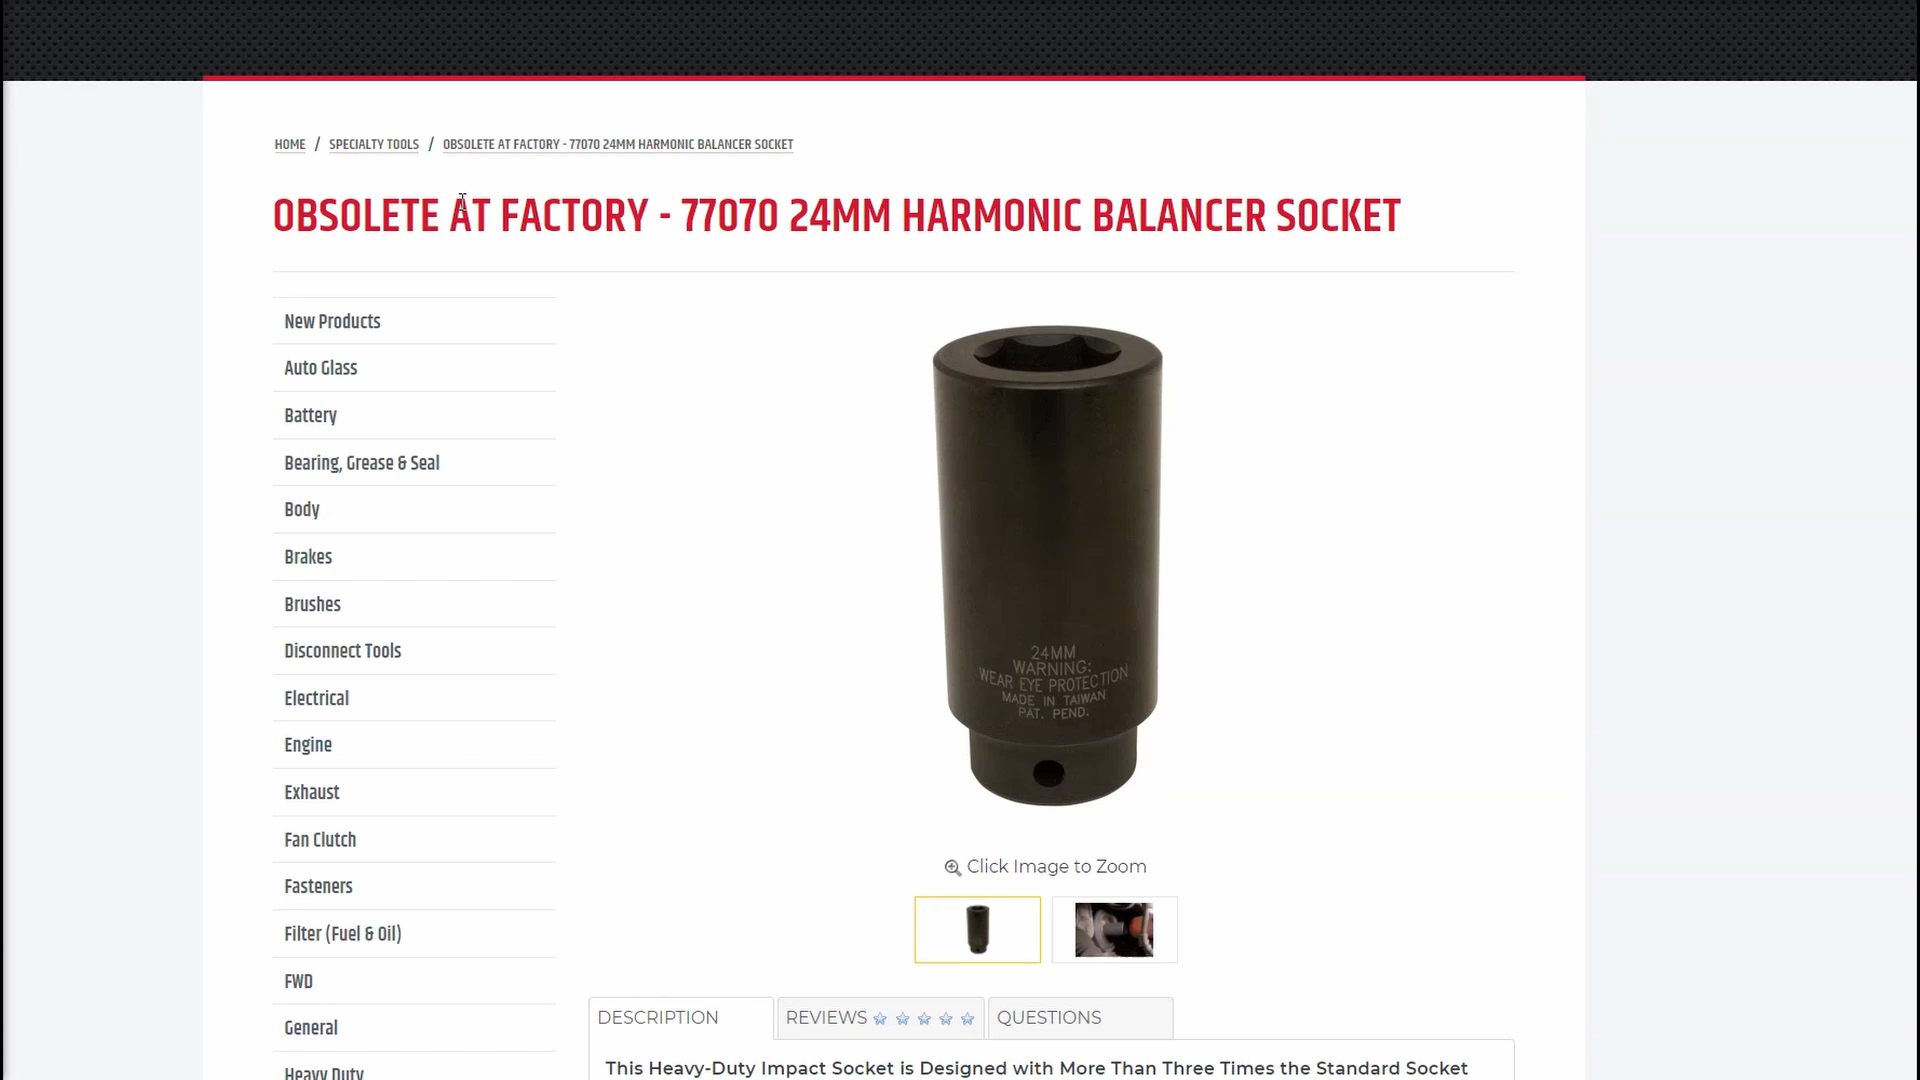 HOME / SPECIALTY TOOLS / OBSOLETE AT FACTORY - 77070 24MM HARMONIC BALANCER SOCKET
OBSOLETE AT FACTORY - 77070 24MM HARMONIC BALANCER SOCKET
New Products
Auto Glass
Battery
Bearing, Grease & Seal
Body
Brakes
Brushes
Disconnect Tools
Electrical
Engine
Exhaust
Fan Clutch
Fasteners
Filter (Fuel & Oil)
FWD
General
Heavy Duty
24MM
WARNING:
WEAR EYE PROTECTION
MADE IN TAIWAN
PAT. PEND.
Click Image to Zoom
DESCRIPTION
REVIEWS
QUESTIONS
This Heavy-Duty Impact Socket is Designed with More Than Three Times the Standard Socket